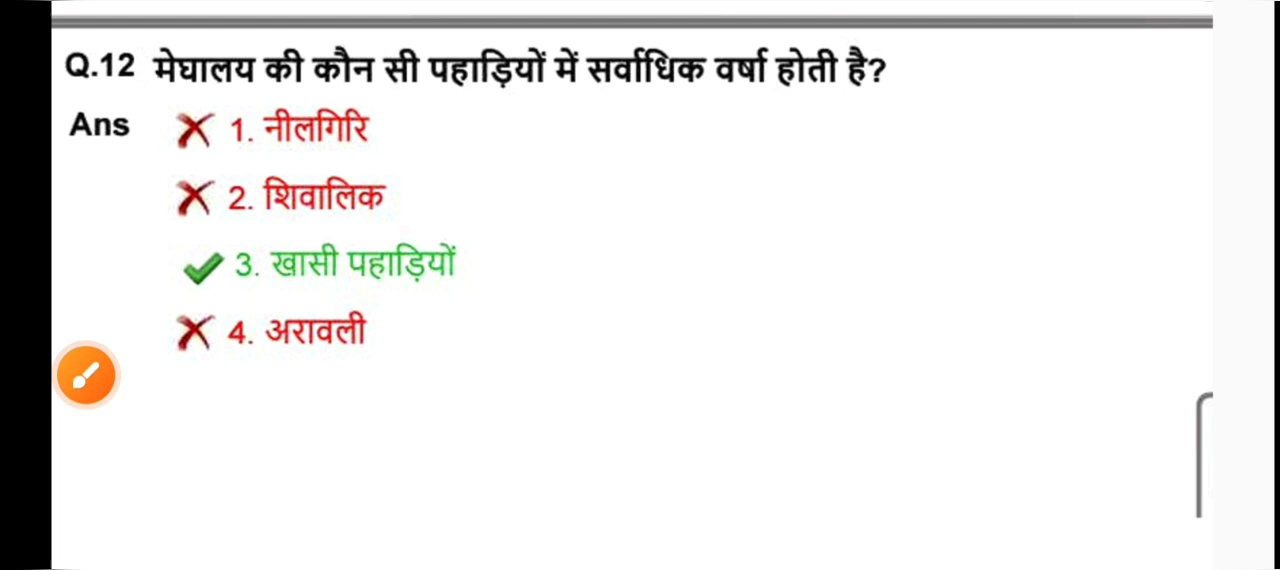 Q.12 मेघालय की कौन सी पहाड़ियों में सर्वाधिक वर्षा होती है?
Ans 1. नीलगिरि
2. शिवालिक
3. खासी पहाड़ियों
4. अरावली